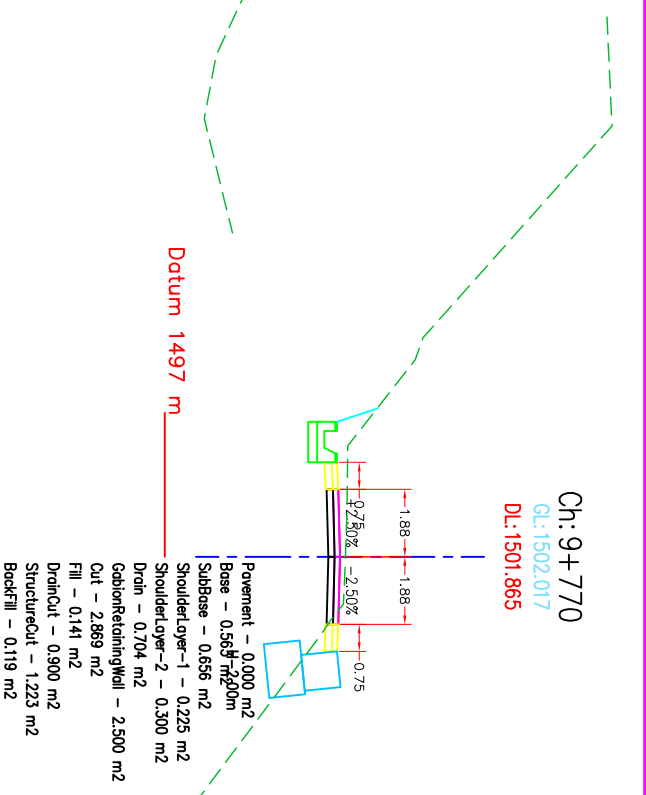 Ch: 9+770
GL:1502.017
DL:1501.865
1.88
1.88
0.75
+2.50%
-2.50%
0.75
Datum 1497 m
Pavement - 0.000 m2
H=2.00m
Base - 0.563 m2
SubBase - 0.656 m2
ShoulderLayer-1 - 0.225 m2
ShoulderLayer-2 - 0.300 m2
Drain - 0.704 m2
GabionRetainingWall - 2.500 m2
Cut - 2.869 m2
Fill - 0.141 m2
DrainCut - 0.900 m2
StructureCut - 1.223 m2
BackFill - 0.119 m2